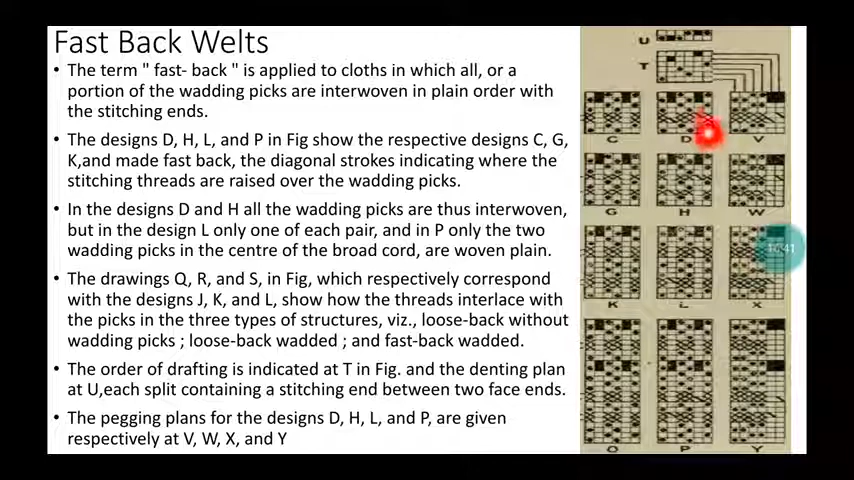 Fast Back Welts
• The term " fast- back " is applied to cloths in which all, or a
portion of the wadding picks are interwoven in plain order with
the stitching ends.
• The designs D, H, L, and P in Fig show the respective designs C, G,
K,and made fast back, the diagonal strokes indicating where the
stitching threads are raised over the wadding picks.
• In the designs D and H all the wadding picks are thus interwoven,
but in the design L only one of each pair, and in P only the two
wadding picks in the centre of the broad cord, are woven plain.
• The drawings Q, R, and S, in Fig, which respectively correspond
with the designs J, K, and L, show how the threads interlace with
the picks in the three types of structures, viz., loose-back without
wadding picks ; loose-back wadded ; and fast-back wadded.
• The order of drafting is indicated at T in Fig. and the denting plan
at U,each split containing a stitching end between two face ends.
• The pegging plans for the designs D, H, L, and P, are given
respectively at V, W, X, and Y
U
T
C D V
G H W
K L X
O P Y